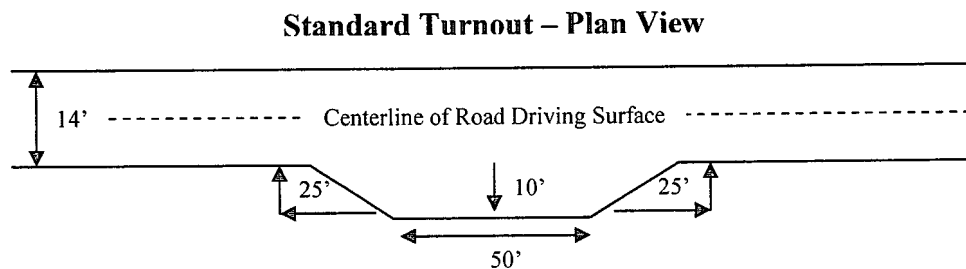 Standard Turnout – Plan View
14'
Centerline of Road Driving Surface
25'
10'
25'
50'